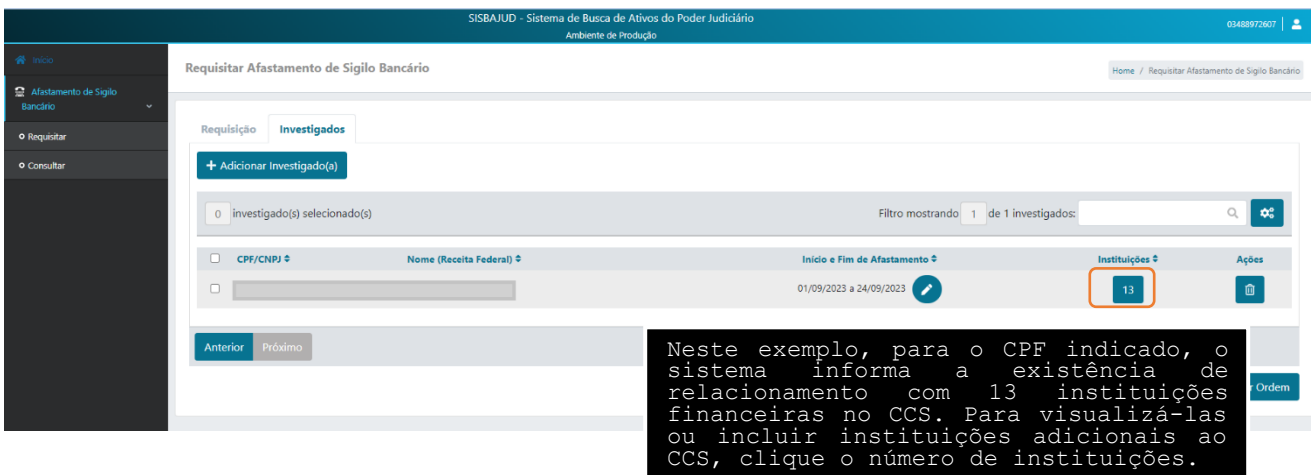 SISBAJUD - Sistema de Busca de Ativos do Poder Judiciário
Ambiente de Produção
03488972607
Início
Afastamento de Sigilo
Bancário
Requisitar
Consultar
Requisitar Afastamento de Sigilo Bancário
Home / Requisitar Afastamento de Sigilo Bancário
Requisição Investigados
+ Adicionar Investigado(a)
0 investigado(s) selecionado(s) Filtro mostrando 1 de 1 investigados:
CPF/CNPJ Nome (Receita Federal) Início e Fim de Afastamento Instituições Ações
01/09/2023 a 24/09/2023 13
Anterior Próximo
Ordem
Neste exemplo, para o CPF indicado, o
sistema informa a existência de
relacionamento com 13 instituições
financeiras no CCS. Para visualizá-las
ou incluir instituições adicionais ao
CCS, clique o número de instituições.